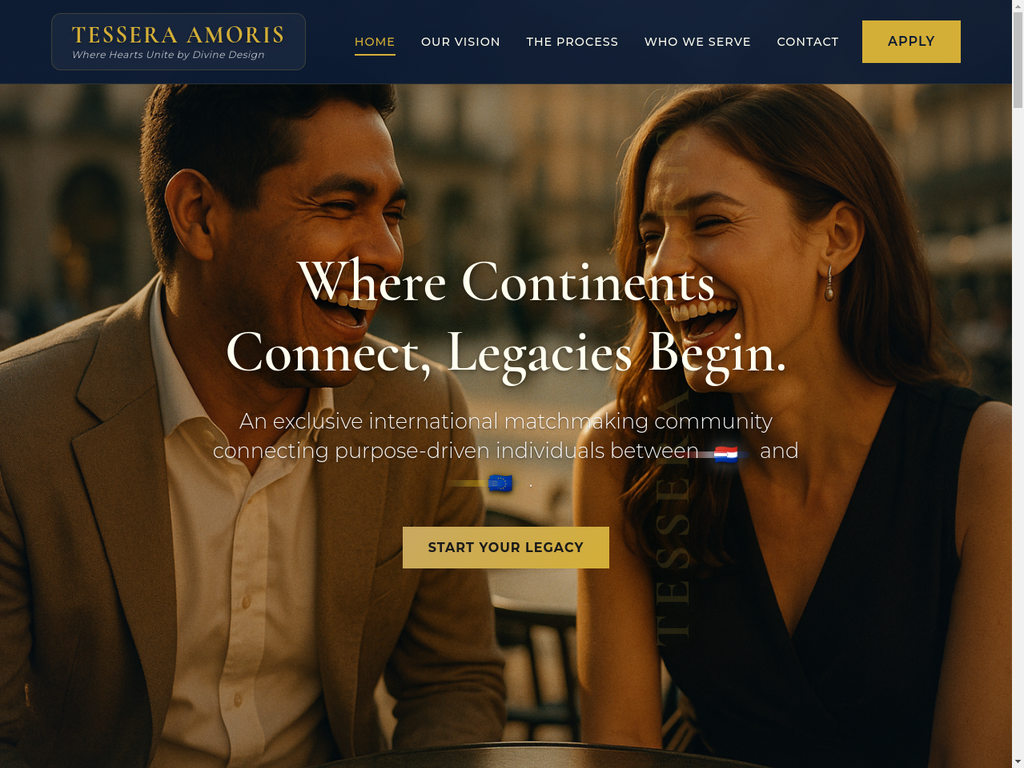 TESSERA AMORIS
Where Hearts Unite by Divine Design
HOME
OUR VISION
THE PROCESS
WHO WE SERVE
CONTACT
APPLY
Where Continents
Connect, Legacies Begin.
An exclusive international matchmaking community
connecting purpose-driven individuals between and
.
START YOUR LEGACY
TESSERA